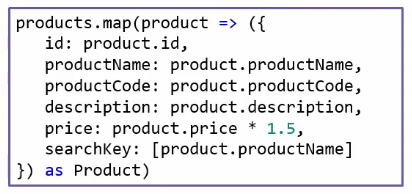 products.map(product => ({
    id: product.id,
    productName: product.productName,
    productCode: product.productCode,
    description: product.description,
    price: product.price * 1.5,
    searchKey: [product.productName]
}) as Product)